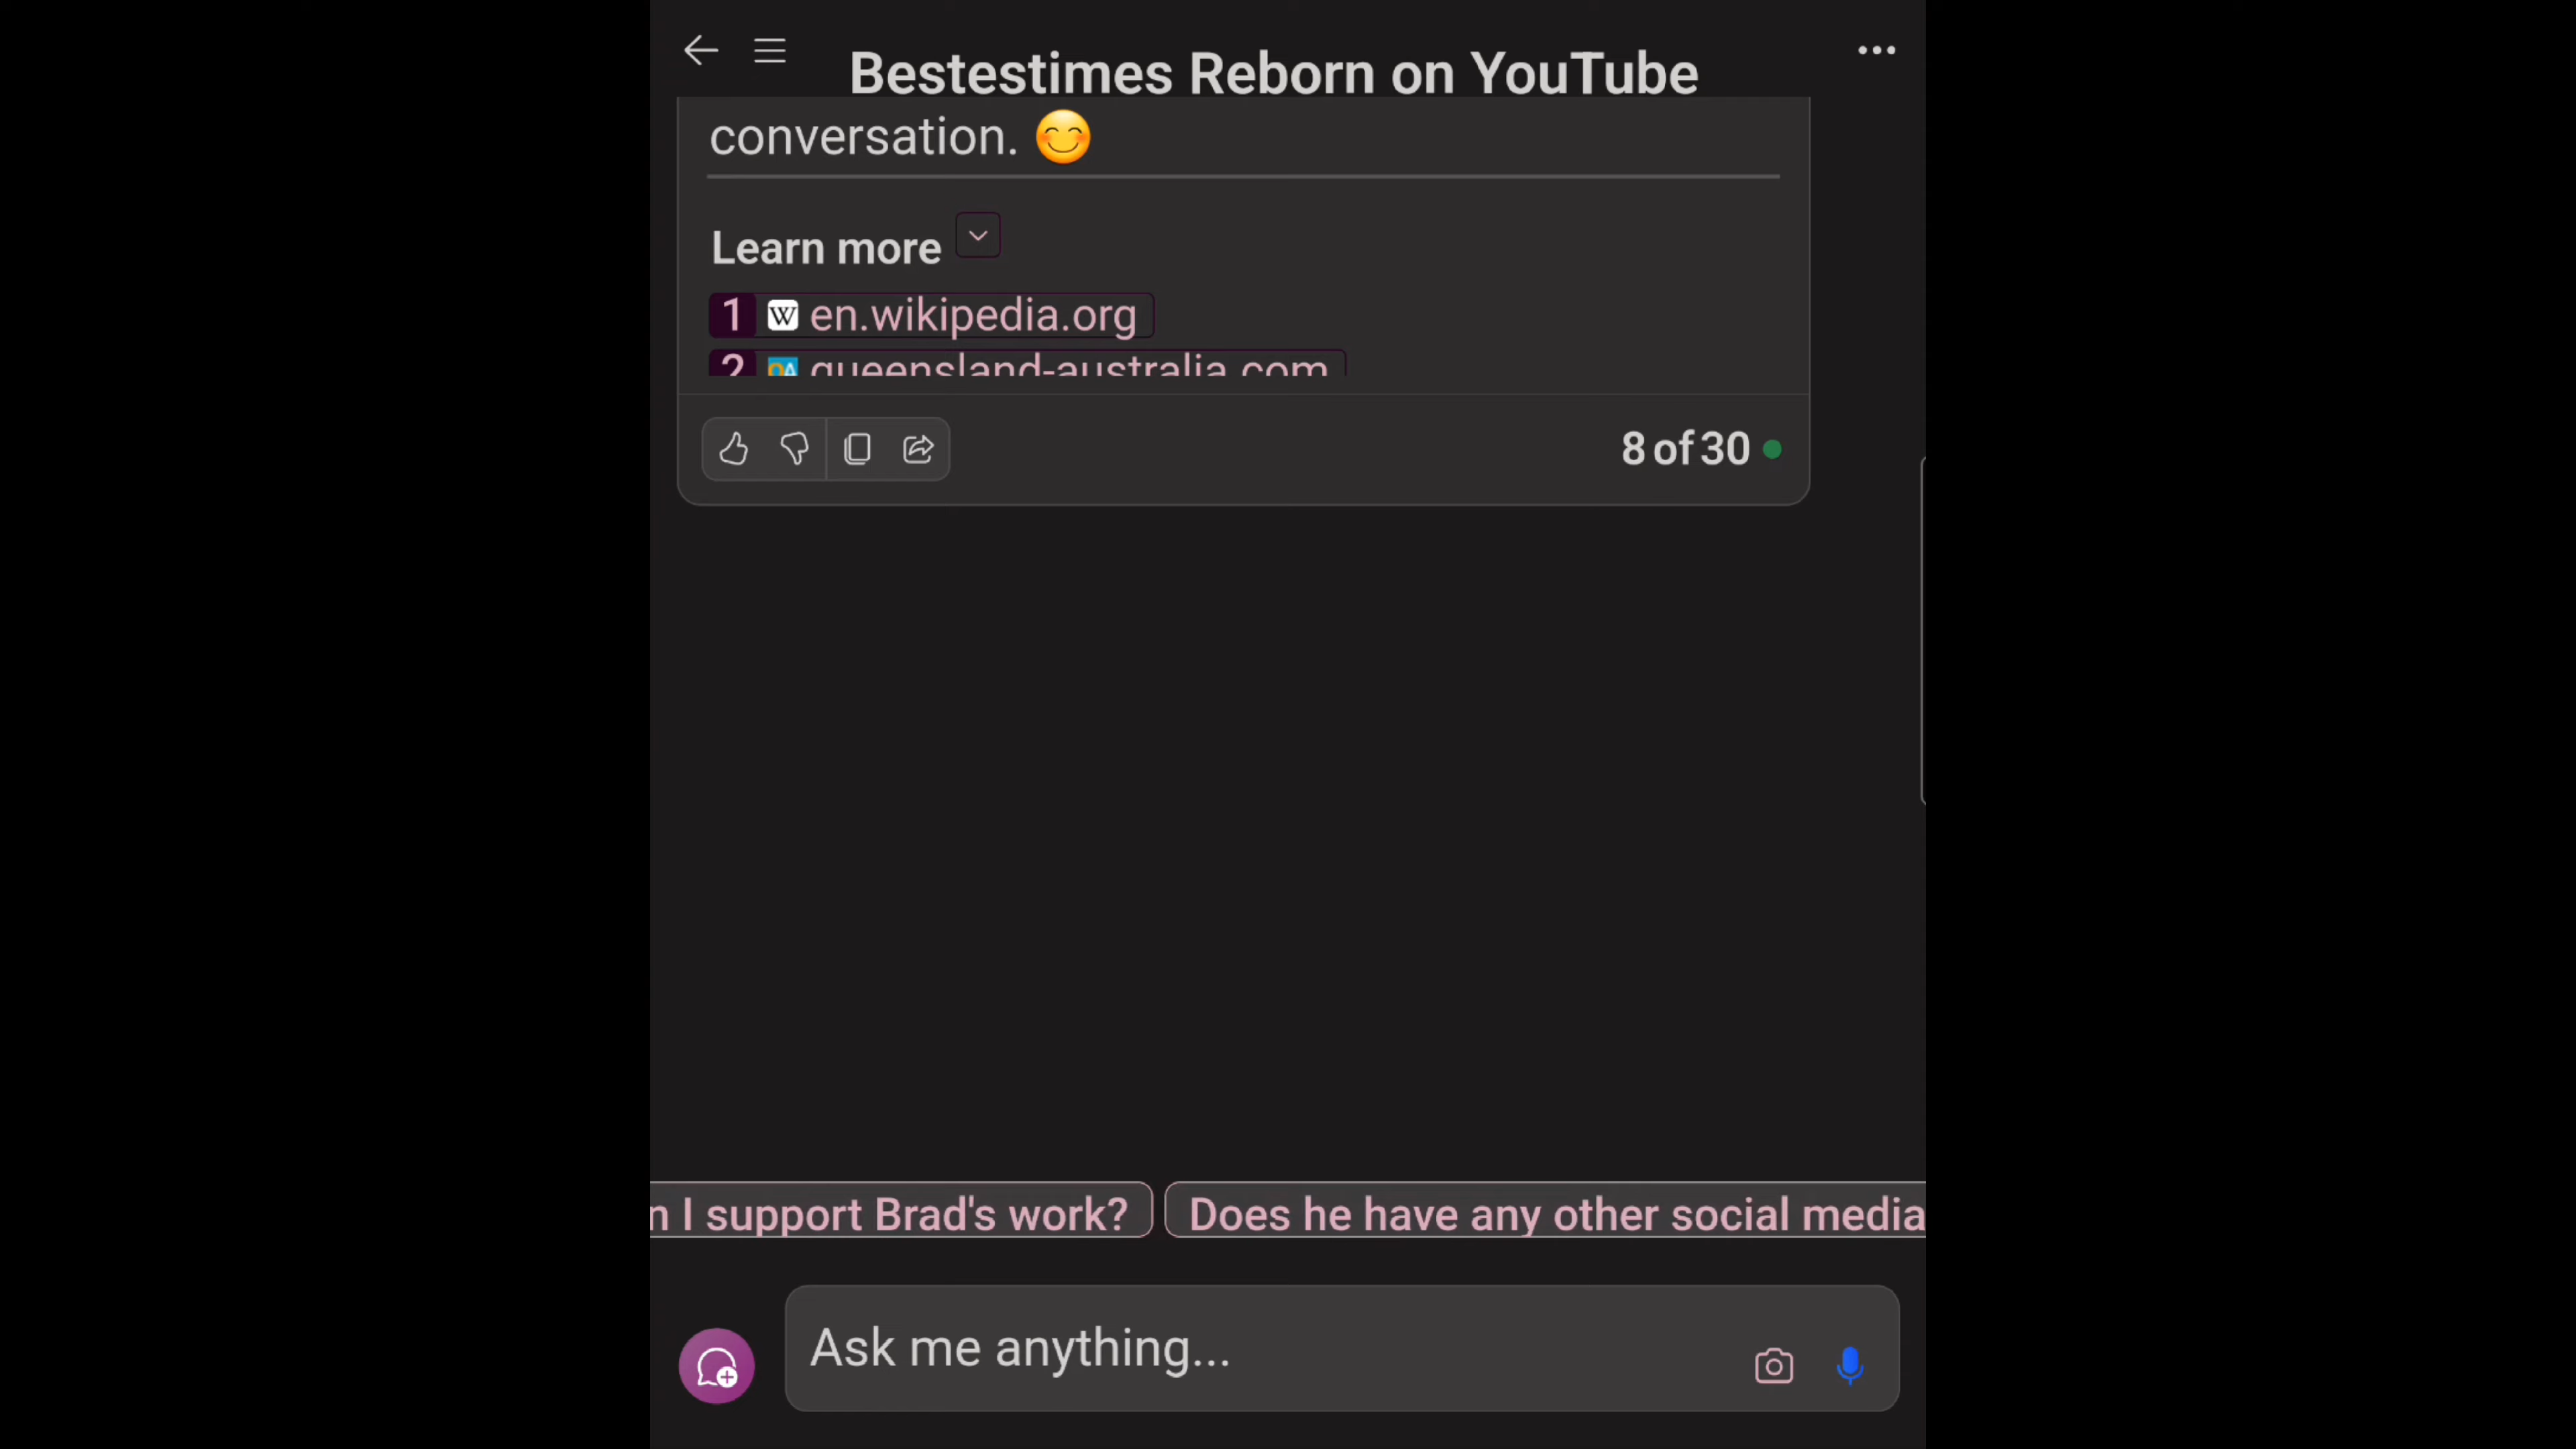 Bestestimes Reborn on YouTube
conversation. 😊
Learn more
1 W en.wikipedia.org
2 QA queensland-australia.com
8 of 30
n I support Brad's work?
Does he have any other social media
Ask me anything...